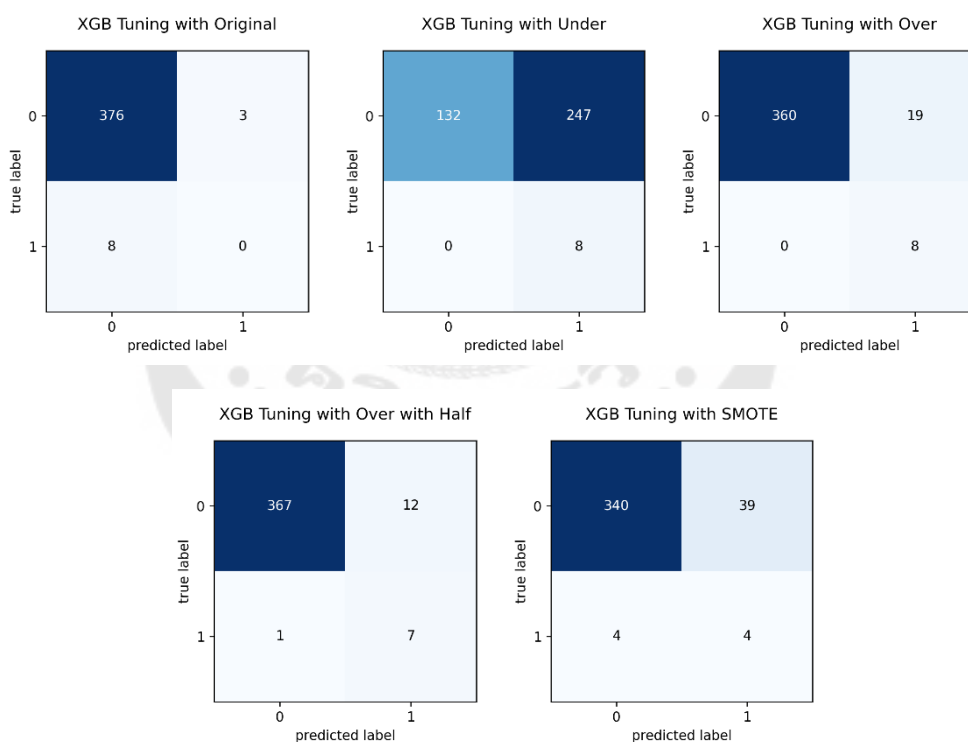 XGB Tuning with Original
0
376
3
true label
1
8
0
0
1
predicted label
XGB Tuning with Under
0
132
247
true label
1
0
8
0
1
predicted label
XGB Tuning with Over
0
360
19
true label
1
0
8
0
1
predicted label
XGB Tuning with Over with Half
0
367
12
true label
1
1
7
0
1
predicted label
XGB Tuning with SMOTE
0
340
39
true label
1
4
4
0
1
predicted label